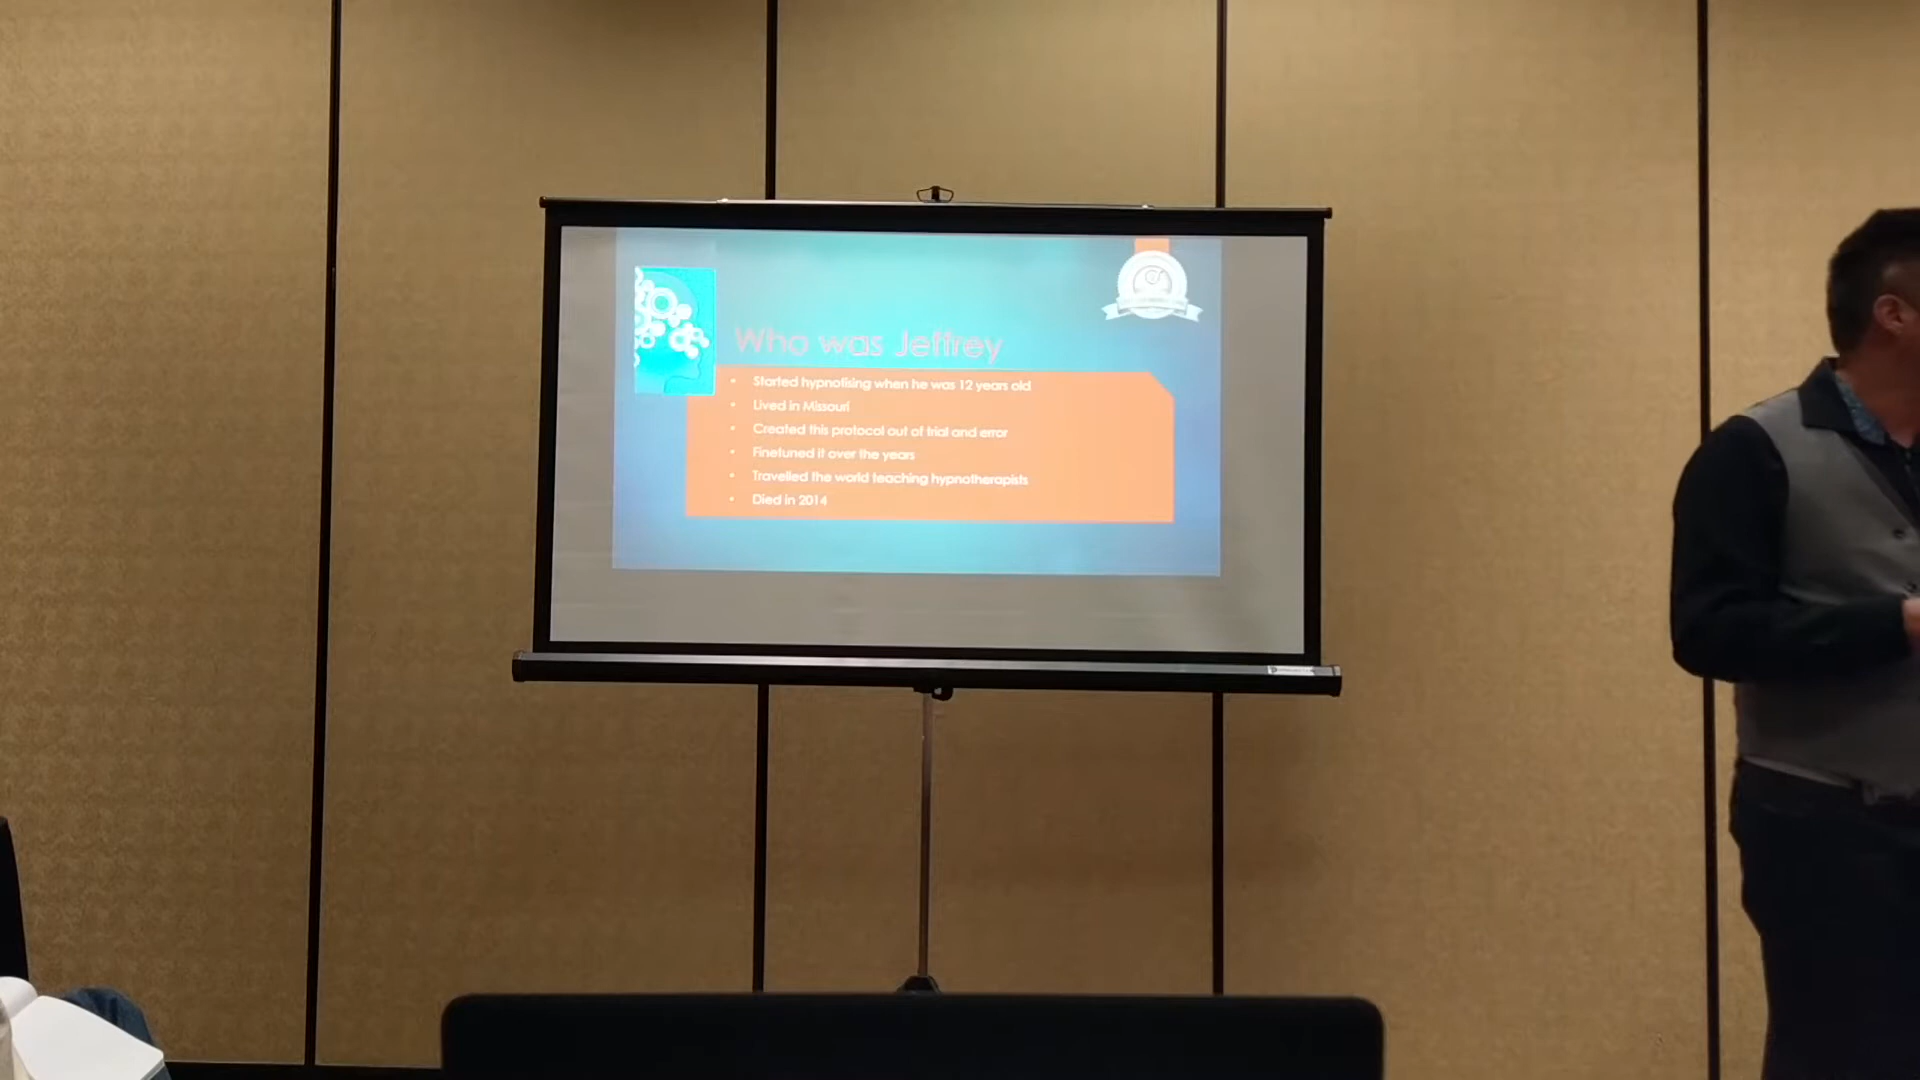 Who was Jeffrey
• Started hypnotising when he was 12 years old
• Lived in Missouri
• Created this protocol out of trial and error
• Finetuned it over the years
• Travelled the world teaching hypnotherapists
• Died in 2014